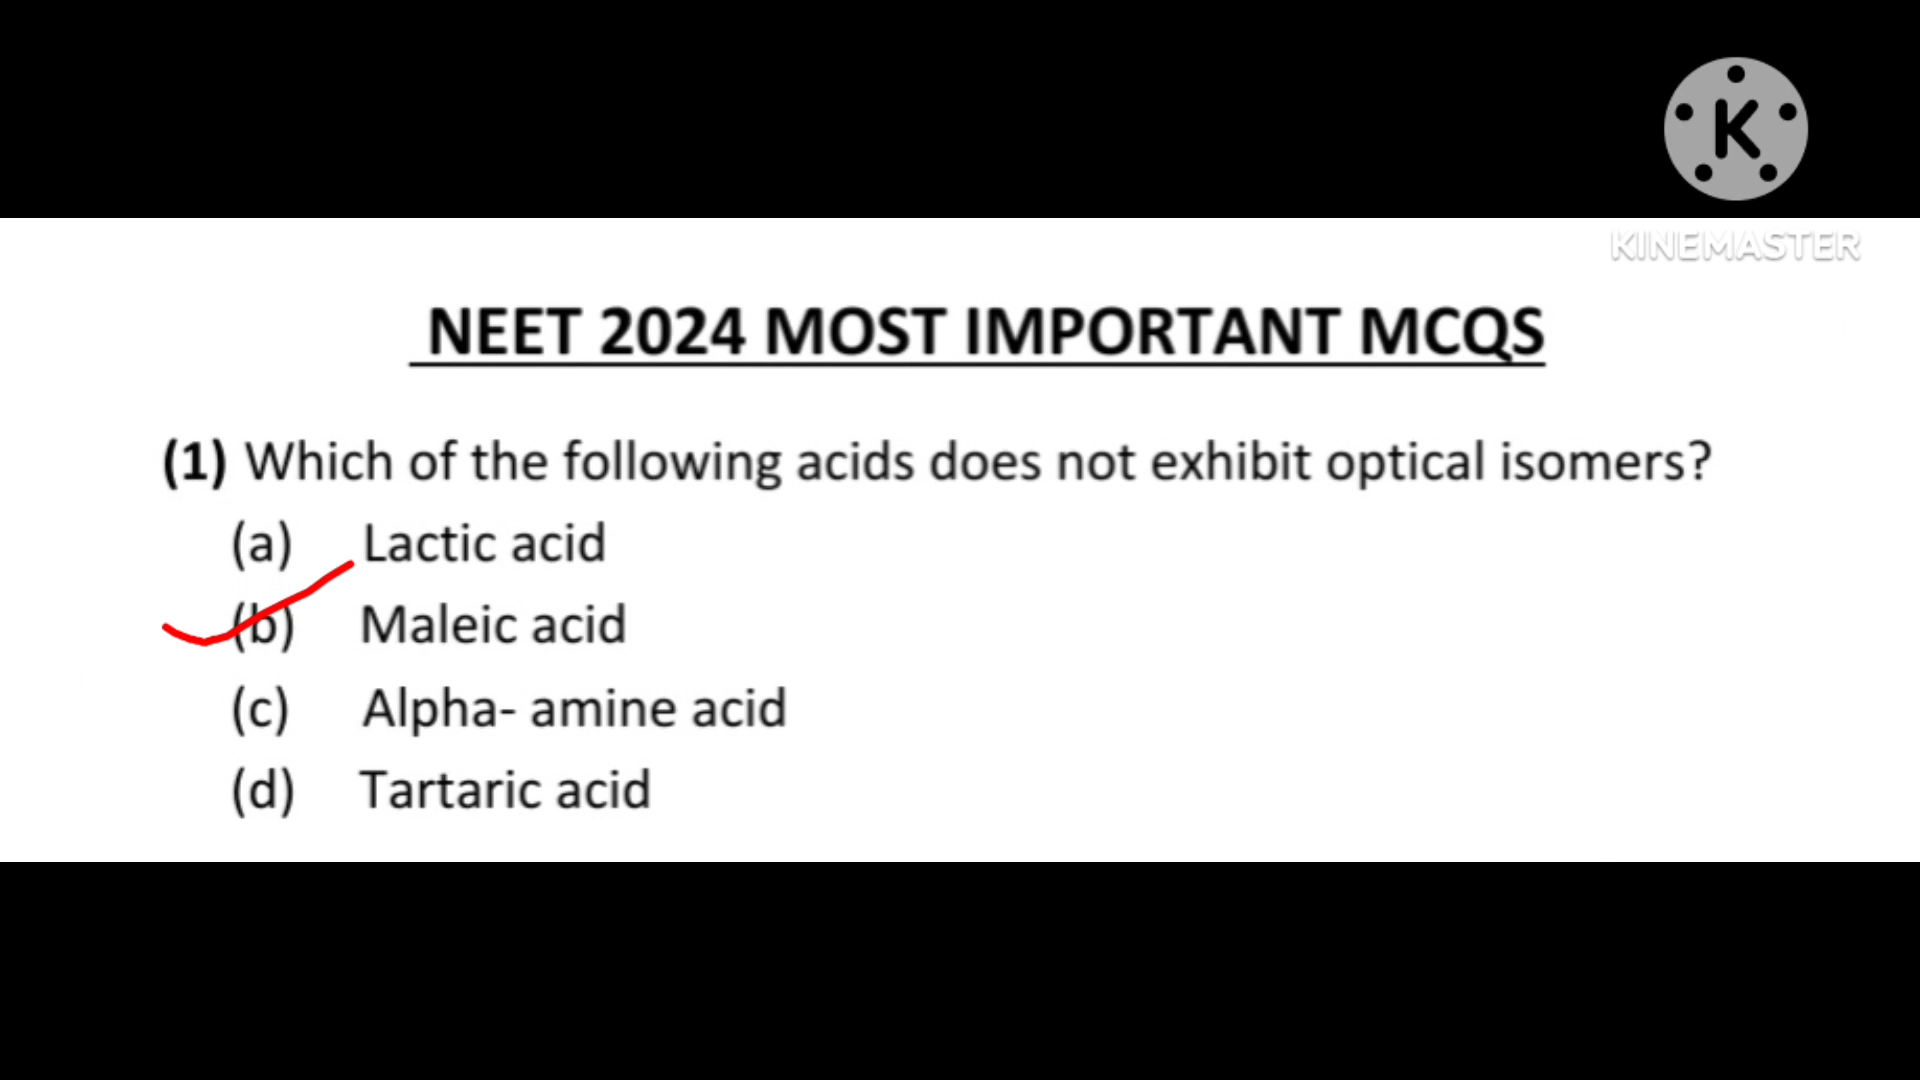 K
KINEMASTER
NEET 2024 MOST IMPORTANT MCQS
(1) Which of the following acids does not exhibit optical isomers?
(a) Lactic acid
(b) Maleic acid
(c) Alpha- amine acid
(d) Tartaric acid